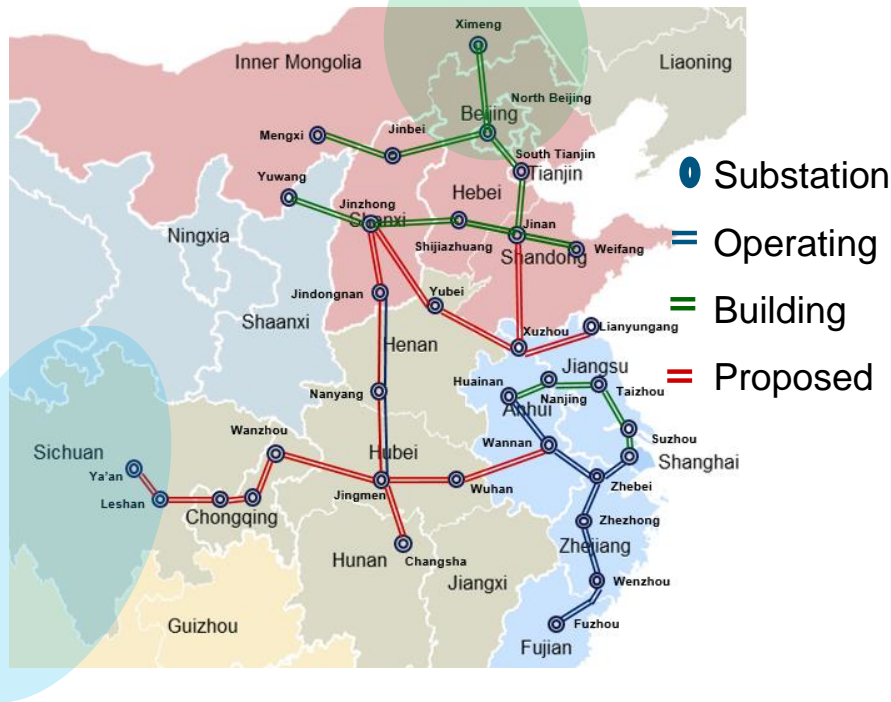 Ximeng
Inner Mongolia
Liaoning
North Beijing
Beijing
Mengxi
Jinbei
South Tianjin
Tianjin
Yuwang
Hebei
Jinzhong
Shanxi
Jinan
Ningxia
Shijiazhuang
Shandong
Weifang
Jindongnan
Yubei
Shaanxi
Xuzhou
Lianyungang
Henan
Jiangsu
Huainan
Nanjing
Taizhou
Anhui
Nanyang
Wanzhou
Suzhou
Hubei
Wannan
Sichuan
Shanghai
Ya'an
Zhebei
Jingmen
Wuhan
Leshan
Chongqing
Zhezhong
Zhejiang
Hunan
Changsha
Jiangxi
Wenzhou
Guizhou
Fuzhou
Fujian
Substation
Operating
Building
Proposed